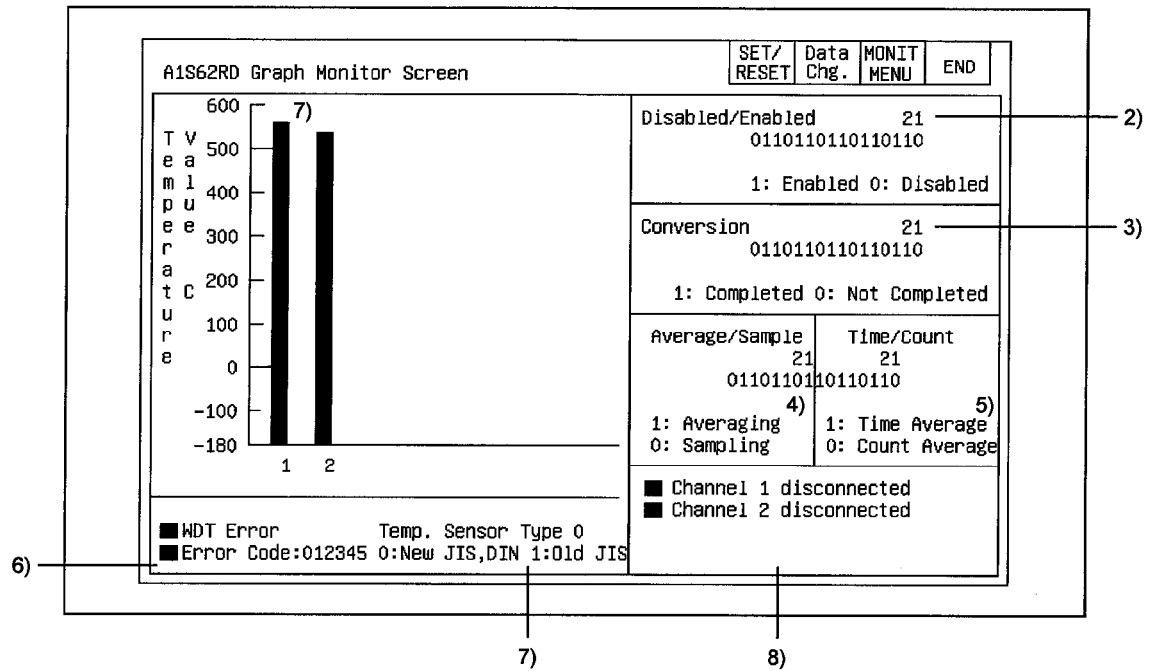 A1S62RD Graph Monitor Screen
SET/ RESET
Data Chg.
MONIT MENU
END
Temperature
Value C
600
500
400
300
200
100
0
-100
-180
7)
1 2
WDT Error
Error Code:012345
Temp. Sensor Type 0
0:New JIS,DIN 1:Old JIS
Disabled/Enabled 21
0110110110110110
1: Enabled 0: Disabled
2)
Conversion 21
0110110110110110
1: Completed 0: Not Completed
3)
Average/Sample Time/Count
21 21
0110110110110110
4) 5)
1: Averaging 1: Time Average
0: Sampling 0: Count Average
Channel 1 disconnected
Channel 2 disconnected
6)
7)
8)